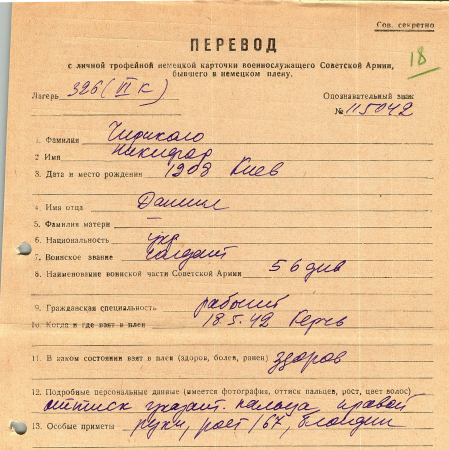 Сов. секретно
18
ПЕРЕВОД
с личной трофейной немецкой карточки военнослужащего Советской Армии,
бывшего в немецком плену.
Лагерь 326 (VI К) Опознавательный знак
№ 115042
1. Фамилия Чирикало
2 Имя Никифор
3. Дата и место рождения 1908 Киев
4. Имя отца Даниил
5. Фамилия матери —
6. Национальность укр
7. Воинское звание солдат
8. Наименование воинской части Советской Армии 56 див
9. Гражданская специальность рабочий
10. Когда и где взят в плен 18.5.42 Керчь
11. В каком состоянии взят в плен (здоров, болен, ранен) здоров
12. Подробные персональные данные (имеется фотография, оттиск пальцев, рост, цвет волос)
оттиск указат. пальца правой
13. Особые приметы руки, рост 167, блондин